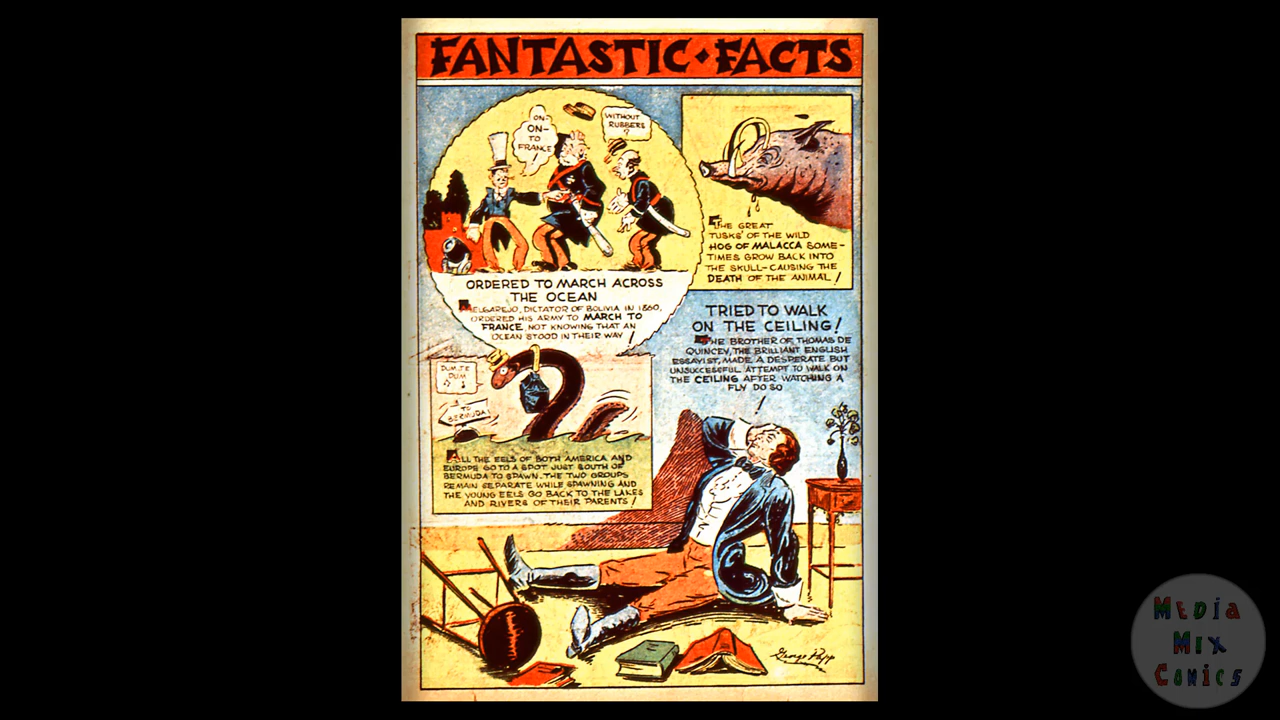 FANTASTIC • FACTS
ON-
ON-
TO
FRANCE!
WITHOUT
RUBBERS
?
ORDERED TO MARCH ACROSS
THE OCEAN
MELGAREJO, DICTATOR OF BOLIVIA IN 1860,
ORDERED HIS ARMY TO MARCH TO
FRANCE, NOT KNOWING THAT AN
OCEAN STOOD IN THEIR WAY!
THE GREAT
TUSKS OF THE WILD
HOG OF MALACCA SOME-
TIMES GROW BACK INTO
THE SKULL-CAUSING THE
DEATH OF THE ANIMAL!
TRIED TO WALK
ON THE CEILING!
THE BROTHER OF THOMAS DE
QUINCEY, THE BRILLIANT ENGLISH
ESSAYIST, MADE A DESPERATE BUT
UNSUCCESSFUL ATTEMPT TO WALK ON
THE CEILING AFTER WATCHING A
FLY DO SO!
DUM TE
DUM
TO
BERMUDA!
ALL THE EELS OF BOTH AMERICA AND
EUROPE GO TO A SPOT JUST SOUTH OF
BERMUDA TO SPAWN. THE TWO GROUPS
REMAIN SEPARATE WHILE SPAWNING AND
THE YOUNG EELS GO BACK TO THE LAKES
AND RIVERS OF THEIR PARENTS!
George Papp
MEDIA
MIX
COMICS